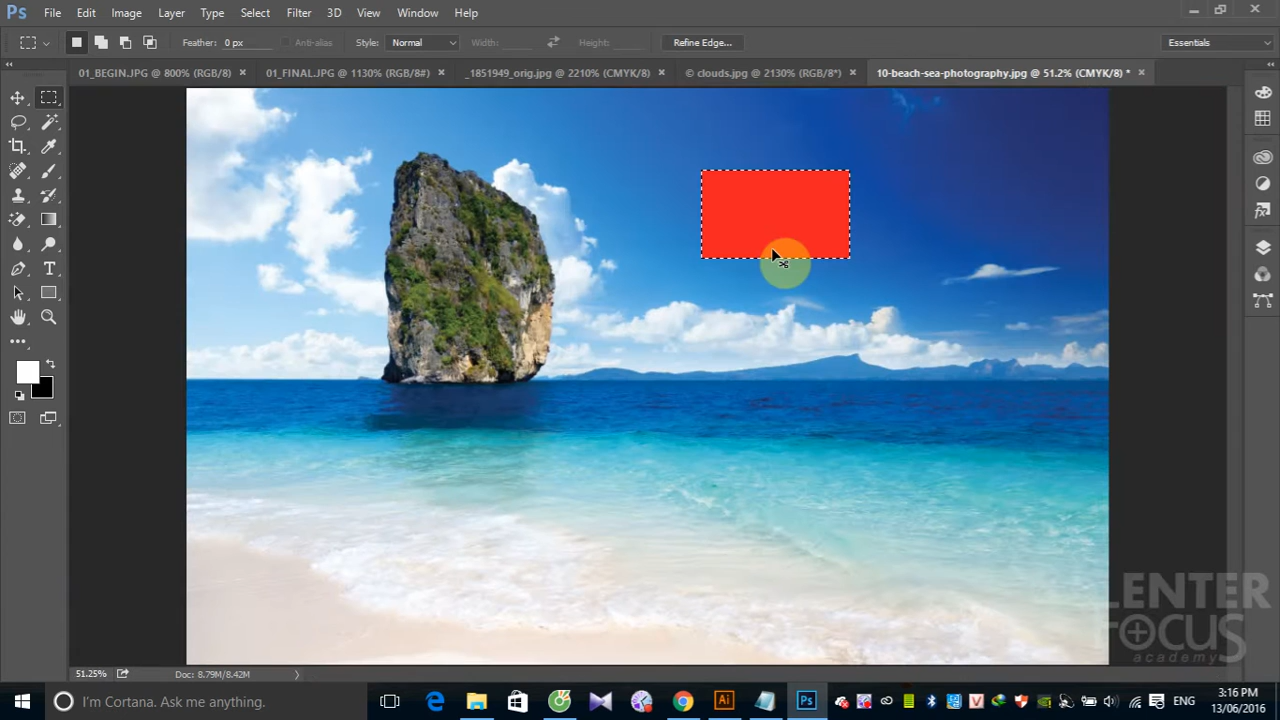 Ps File Edit Image Layer Type Select Filter 3D View Window Help
Feather: 0 px Anti-alias Style: Normal Width: Height: Refine Edge... Essentials
01_BEGIN.JPG @ 800% (RGB/8) × 01_FINAL.JPG @ 1130% (RGB/8#) × _1851949_orig.jpg @ 2210% (CMYK/8) × © clouds.jpg @ 2130% (RGB/8*) × 10-beach-sea-photography.jpg @ 51.2% (CMYK/8) * ×
LENTER
FOCUS
academy
51.25% Doc: 8.79M/8.42M
I'm Cortana. Ask me anything. Ai Ps ENG 3:16 PM
13/06/2016